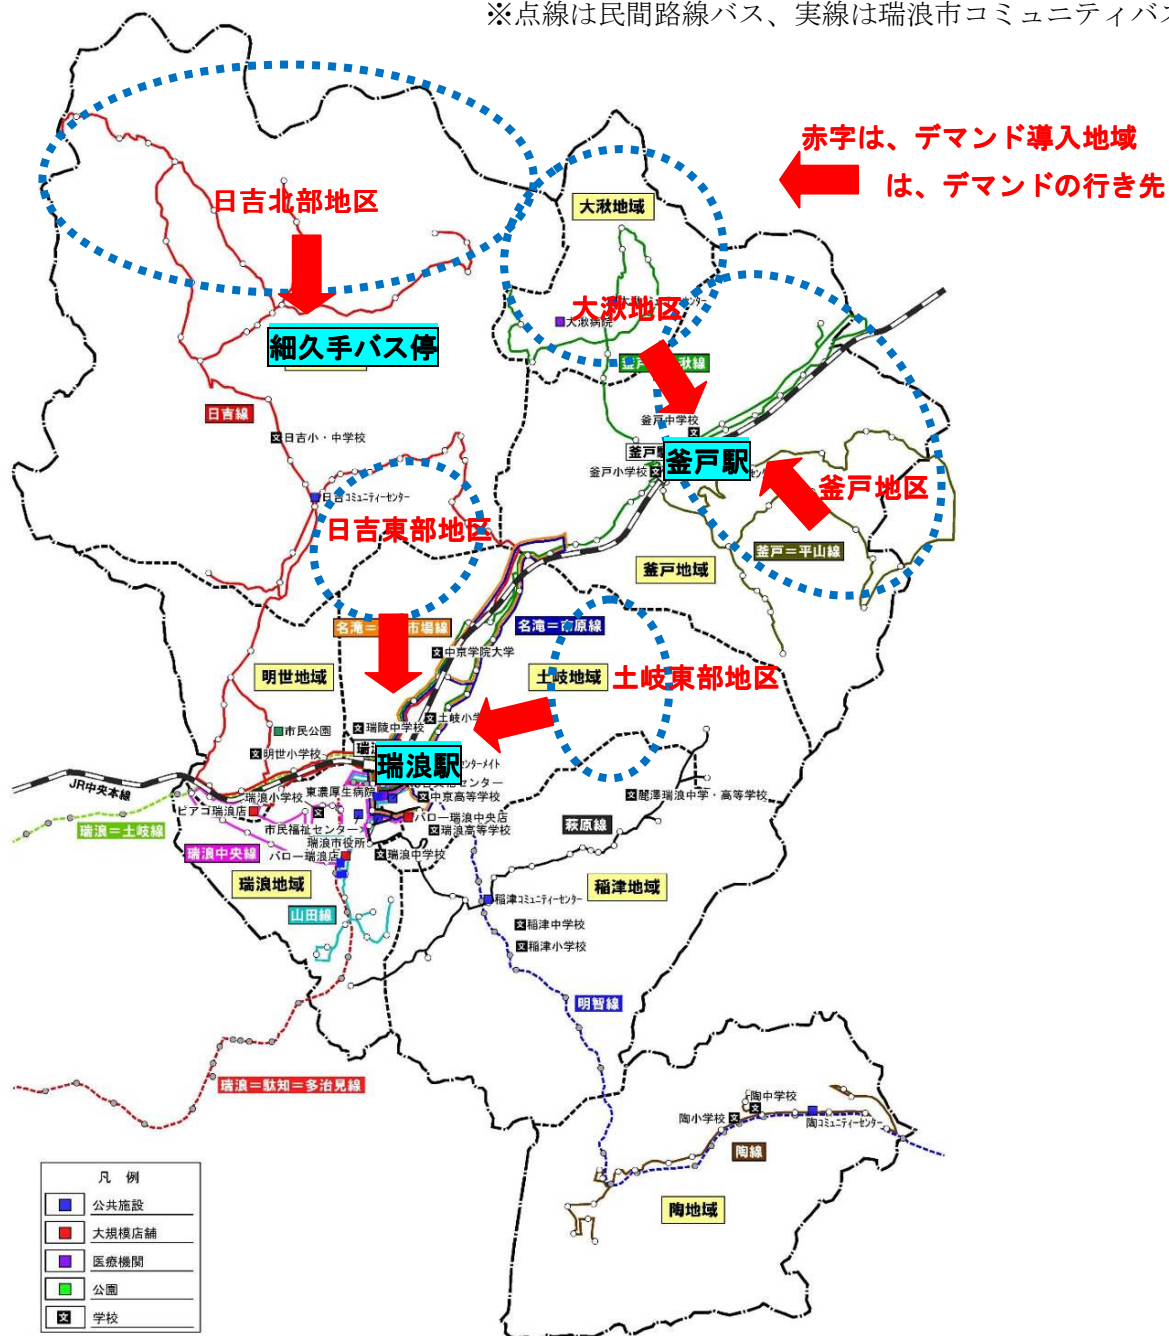 ※点線は民間路線バス、実線は瑞浪市コミュニティバス
赤字は、デマンド導入地域
は、デマンドの行き先
日吉北部地区
大湫地域
大湫地区
大湫病院
細久手バス停
日吉線
日吉小・中学校
釜戸中学校
釜戸駅
釜戸小学校
釜戸地区
日吉コミュニティーセンター
日吉東部地区
釜戸=平山線
釜戸地域
名滝=
市場線
名滝=
原線
中京学院大学
明世地域
土岐地域
土岐東部地区
市民公園
瑞陵中学校
土岐小
明世小学校
瑞浪駅
JR中央本線
瑞浪小学校
東濃厚生病院
中京高等学校
麗澤瑞浪中学・高等学校
ピアゴ瑞浪店
バロー瑞浪中央店
瑞浪=土岐線
市民福祉センター
瑞浪高等学校
萩原線
瑞浪市役所
瑞浪中央線
バロー瑞浪店
瑞浪中学校
瑞浪地域
稲津地域
稲津コミュニティーセンター
山田線
稲津中学校
稲津小学校
明智線
瑞浪=駄知=多治見線
陶中学校
陶小学校
陶コミュニティーセンター
陶線
陶地域
凡 例
公共施設
大規模店舗
医療機関
公園
文 学校